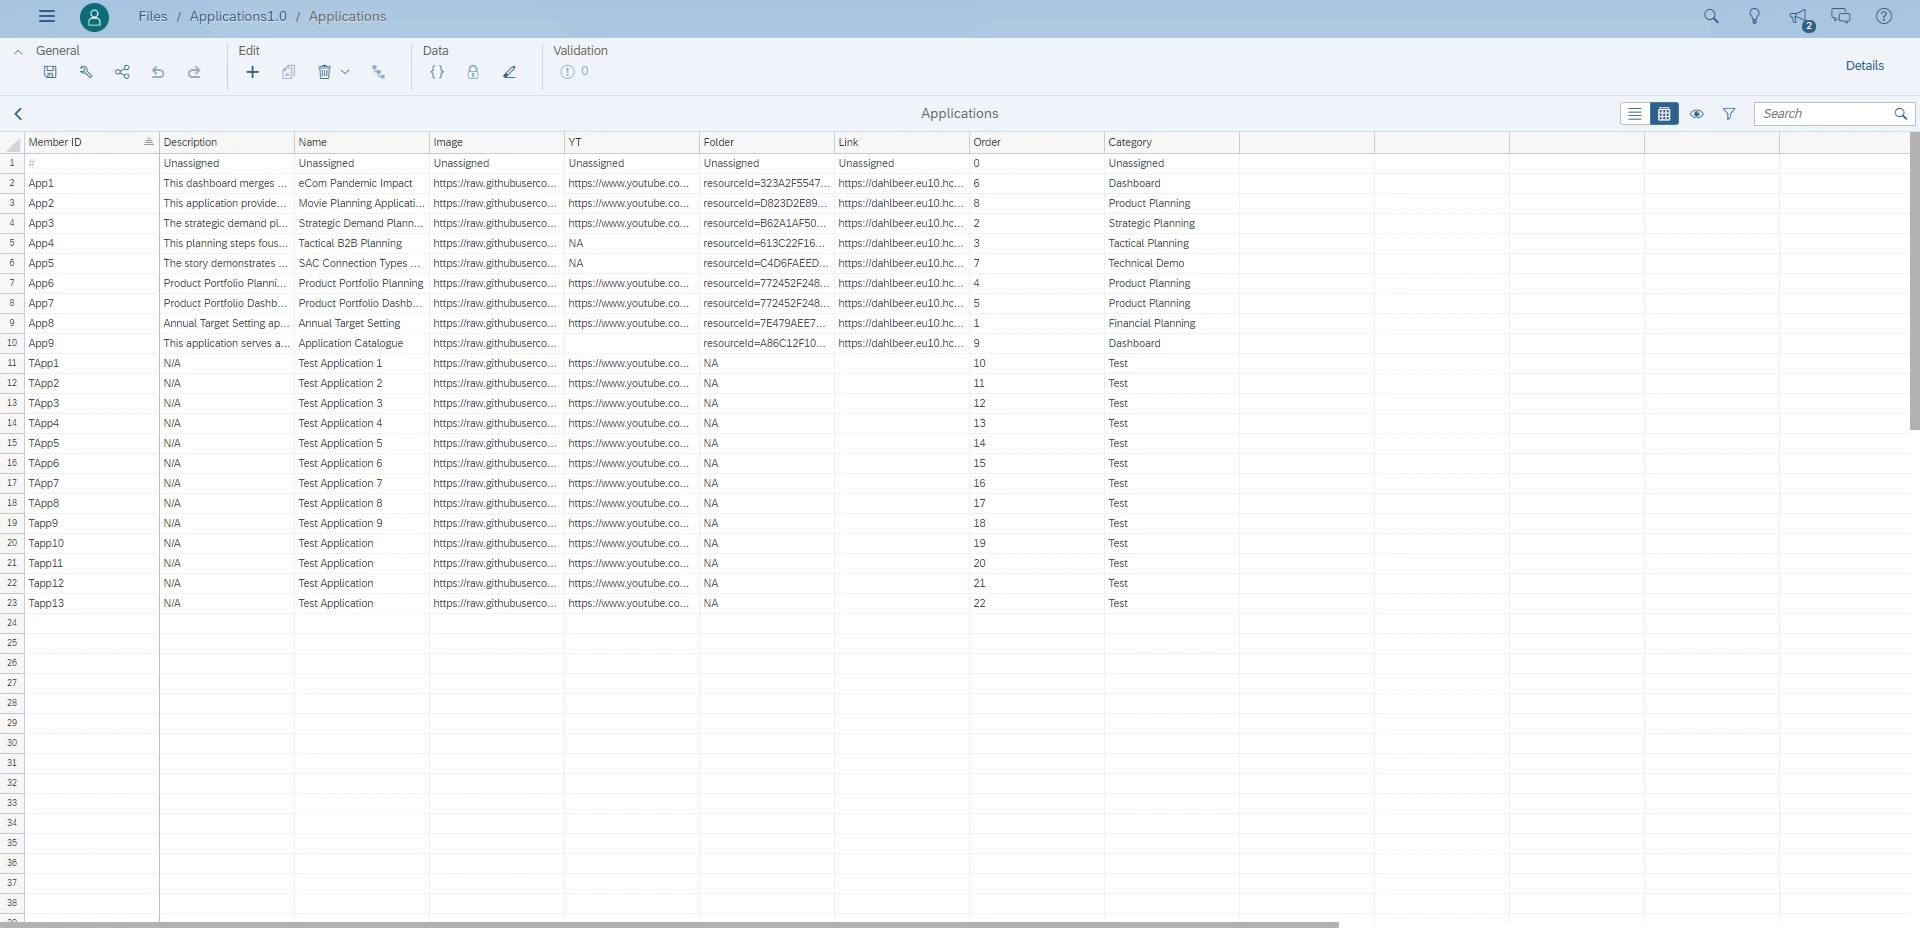 Files / Applications1.0 / Applications
2
General Edit Data Validation
0
Details
Applications
Search
Member ID Description Name Image YT Folder Link Order Category
1 # Unassigned Unassigned Unassigned Unassigned Unassigned Unassigned 0 Unassigned
2 App1 This dashboard merges ... eCom Pandemic Impact https://raw.githubuserco... https://www.youtube.co... resourceId=323A2F5547... https://dahlbeer.eu10.hc... 6 Dashboard
3 App2 This application provide... Movie Planning Applicati... https://raw.githubuserco... https://www.youtube.co... resourceId=D823D2E89... https://dahlbeer.eu10.hc... 8 Product Planning
4 App3 The strategic demand pl... Strategic Demand Plann... https://raw.githubuserco... https://www.youtube.co... resourceId=B62A1AF50... https://dahlbeer.eu10.hc... 2 Strategic Planning
5 App4 This planning steps fous... Tactical B2B Planning https://raw.githubuserco... NA resourceId=613C22F16... https://dahlbeer.eu10.hc... 3 Tactical Planning
6 App5 The story demonstrates ... SAC Connection Types ... https://raw.githubuserco... NA resourceId=C4D6FAEED... https://dahlbeer.eu10.hc... 7 Technical Demo
7 App6 Product Portfolio Planni... Product Portfolio Planning https://raw.githubuserco... https://www.youtube.co... resourceId=772452F248... https://dahlbeer.eu10.hc... 4 Product Planning
8 App7 Product Portfolio Dashb... Product Portfolio Dashb... https://raw.githubuserco... https://www.youtube.co... resourceId=772452F248... https://dahlbeer.eu10.hc... 5 Product Planning
9 App8 Annual Target Setting ap... Annual Target Setting https://raw.githubuserco... https://www.youtube.co... resourceId=7E479AEE7... https://dahlbeer.eu10.hc... 1 Financial Planning
10 App9 This application serves a... Application Catalogue https://raw.githubuserco... resourceId=A86C12F10... https://dahlbeer.eu10.hc... 9 Dashboard
11 TApp1 N/A Test Application 1 https://raw.githubuserco... https://www.youtube.co... NA 10 Test
12 TApp2 N/A Test Application 2 https://raw.githubuserco... https://www.youtube.co... NA 11 Test
13 TApp3 N/A Test Application 3 https://raw.githubuserco... https://www.youtube.co... NA 12 Test
14 TApp4 N/A Test Application 4 https://raw.githubuserco... https://www.youtube.co... NA 13 Test
15 TApp5 N/A Test Application 5 https://raw.githubuserco... https://www.youtube.co... NA 14 Test
16 TApp6 N/A Test Application 6 https://raw.githubuserco... https://www.youtube.co... NA 15 Test
17 TApp7 N/A Test Application 7 https://raw.githubuserco... https://www.youtube.co... NA 16 Test
18 TApp8 N/A Test Application 8 https://raw.githubuserco... https://www.youtube.co... NA 17 Test
19 Tapp9 N/A Test Application 9 https://raw.githubuserco... https://www.youtube.co... NA 18 Test
20 Tapp10 N/A Test Application https://raw.githubuserco... https://www.youtube.co... NA 19 Test
21 Tapp11 N/A Test Application https://raw.githubuserco... https://www.youtube.co... NA 20 Test
22 Tapp12 N/A Test Application https://raw.githubuserco... https://www.youtube.co... NA 21 Test
23 Tapp13 N/A Test Application https://raw.githubuserco... https://www.youtube.co... NA 22 Test
24
25
26
27
28
29
30
31
32
33
34
35
36
37
38